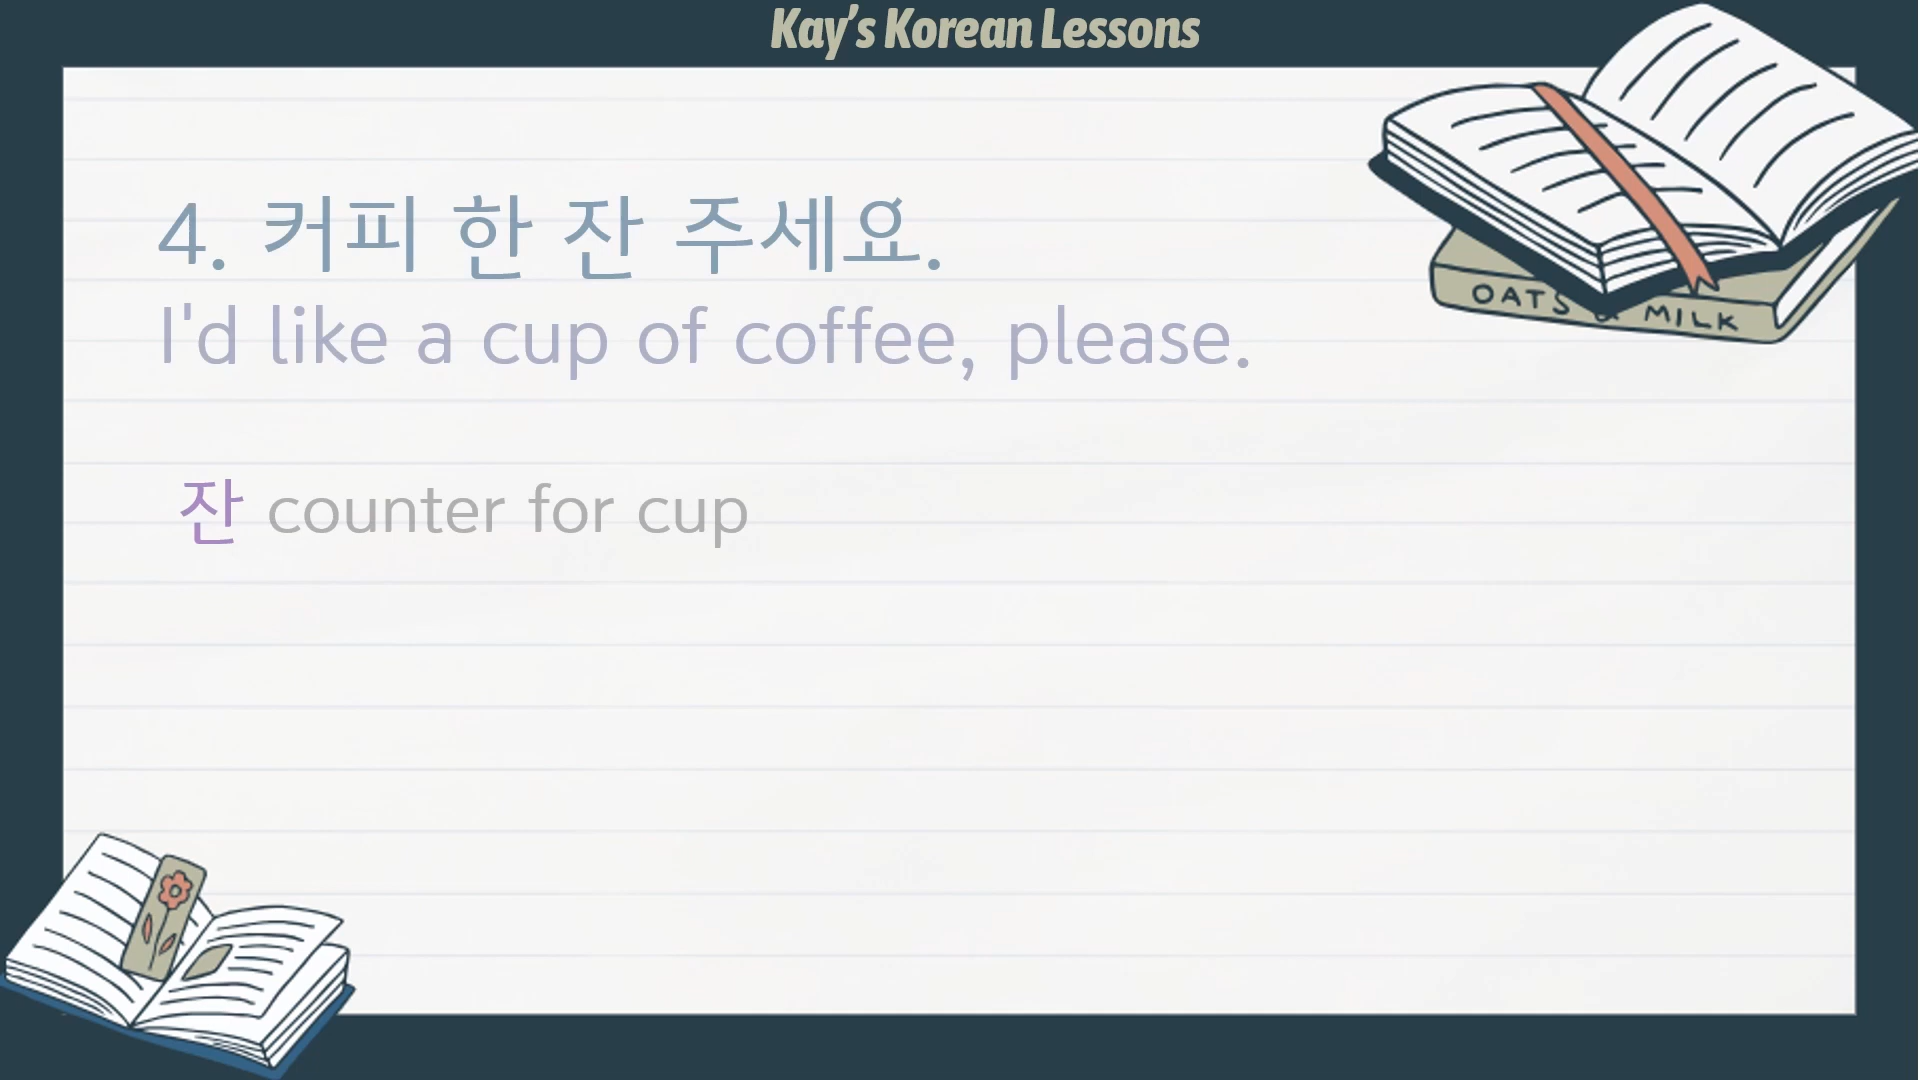 Kay's Korean Lessons
4. 커피 한 잔 주세요.
I'd like a cup of coffee, please.
OATS & MILK
잔 counter for cup